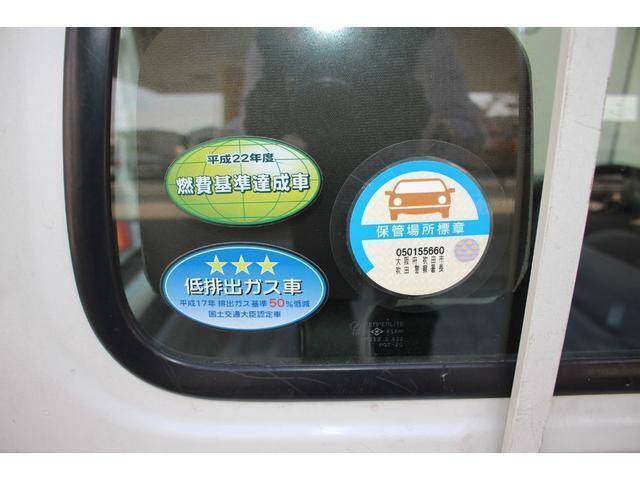 平成22年度
燃費基準達成車
低排出ガス車
平成17年 排出ガス基準 50%低減
国土交通大臣認定車
保管場所標章
050155660
大阪府吹田市
吹田 警察署長